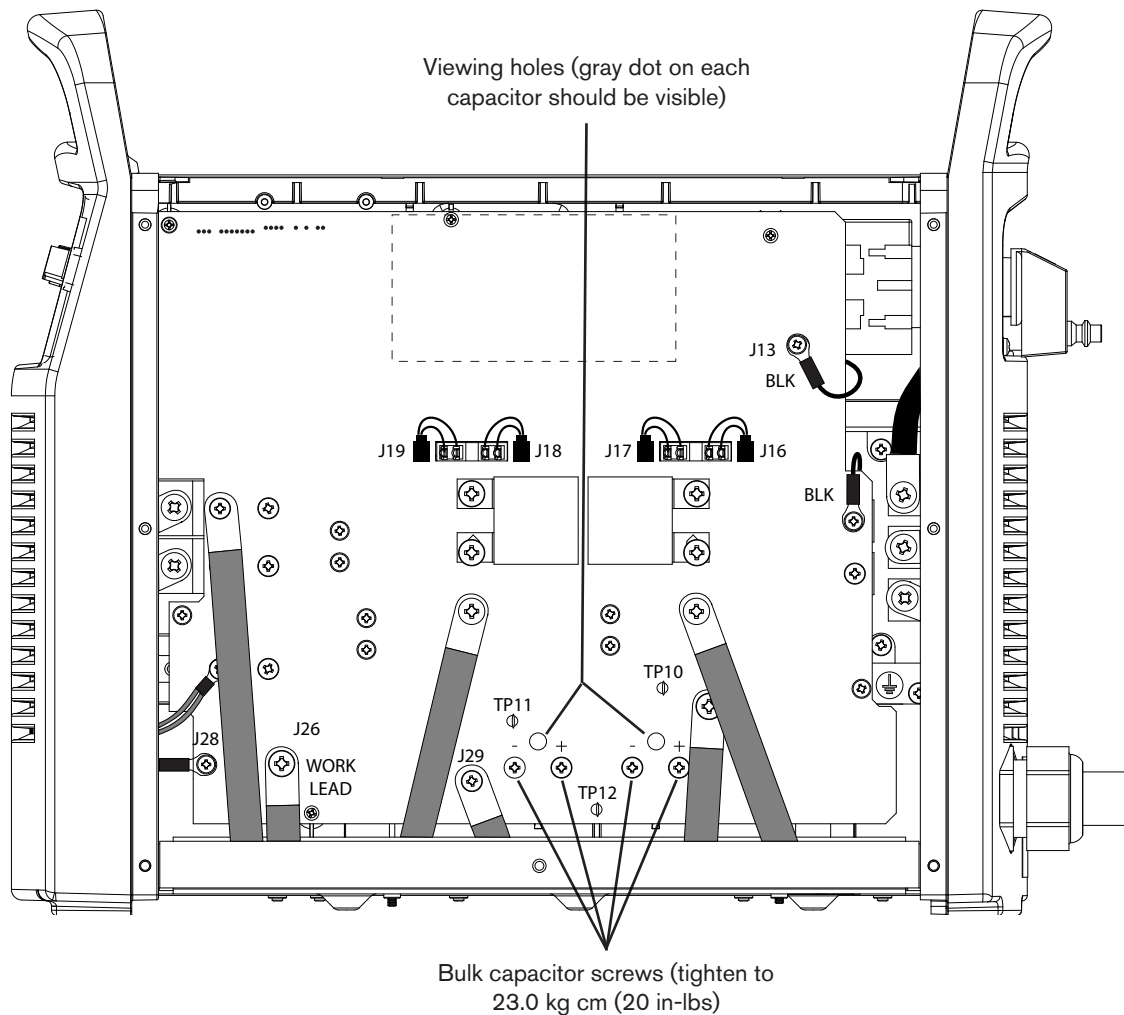 Viewing holes (gray dot on each
capacitor should be visible)
J13
BLK
J19
J18
J17
J16
BLK
TP10
TP11
J26
J28
WORK
LEAD
J29
- +
- +
TP12
Bulk capacitor screws (tighten to
23.0 kg cm (20 in-lbs)